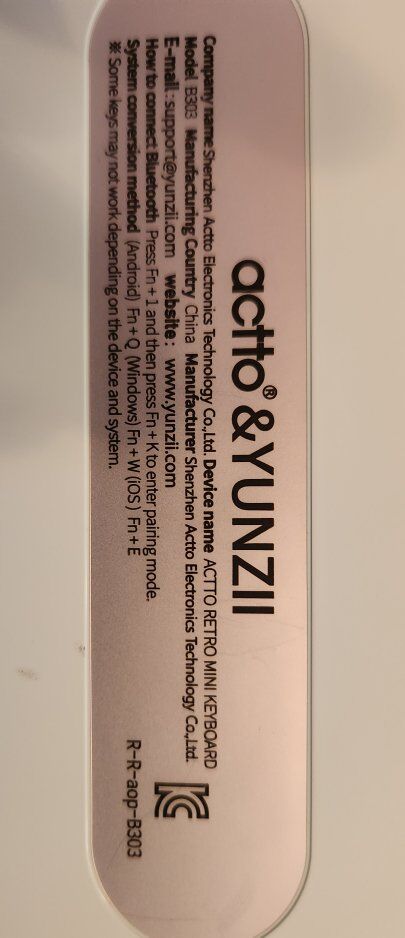 actto® & YUNZII
Company name Shenzhen Actto Electronics Technology Co.,Ltd. Device name ACTTO RETRO MINI KEYBOARD
Model B303 Manufacturing Country China Manufacturer Shenzhen Actto Electronics Technology Co.,Ltd.
E-mail : support@yunzii.com website : www.yunzii.com
How to connect Bluetooth Press Fn + 1 and then press Fn + K to enter pairing mode.
System conversion method (Android) Fn + Q (Windows) Fn + W (iOS) Fn + E
※ Some keys may not work depending on the device and system.
KC
R-R-aop-B303